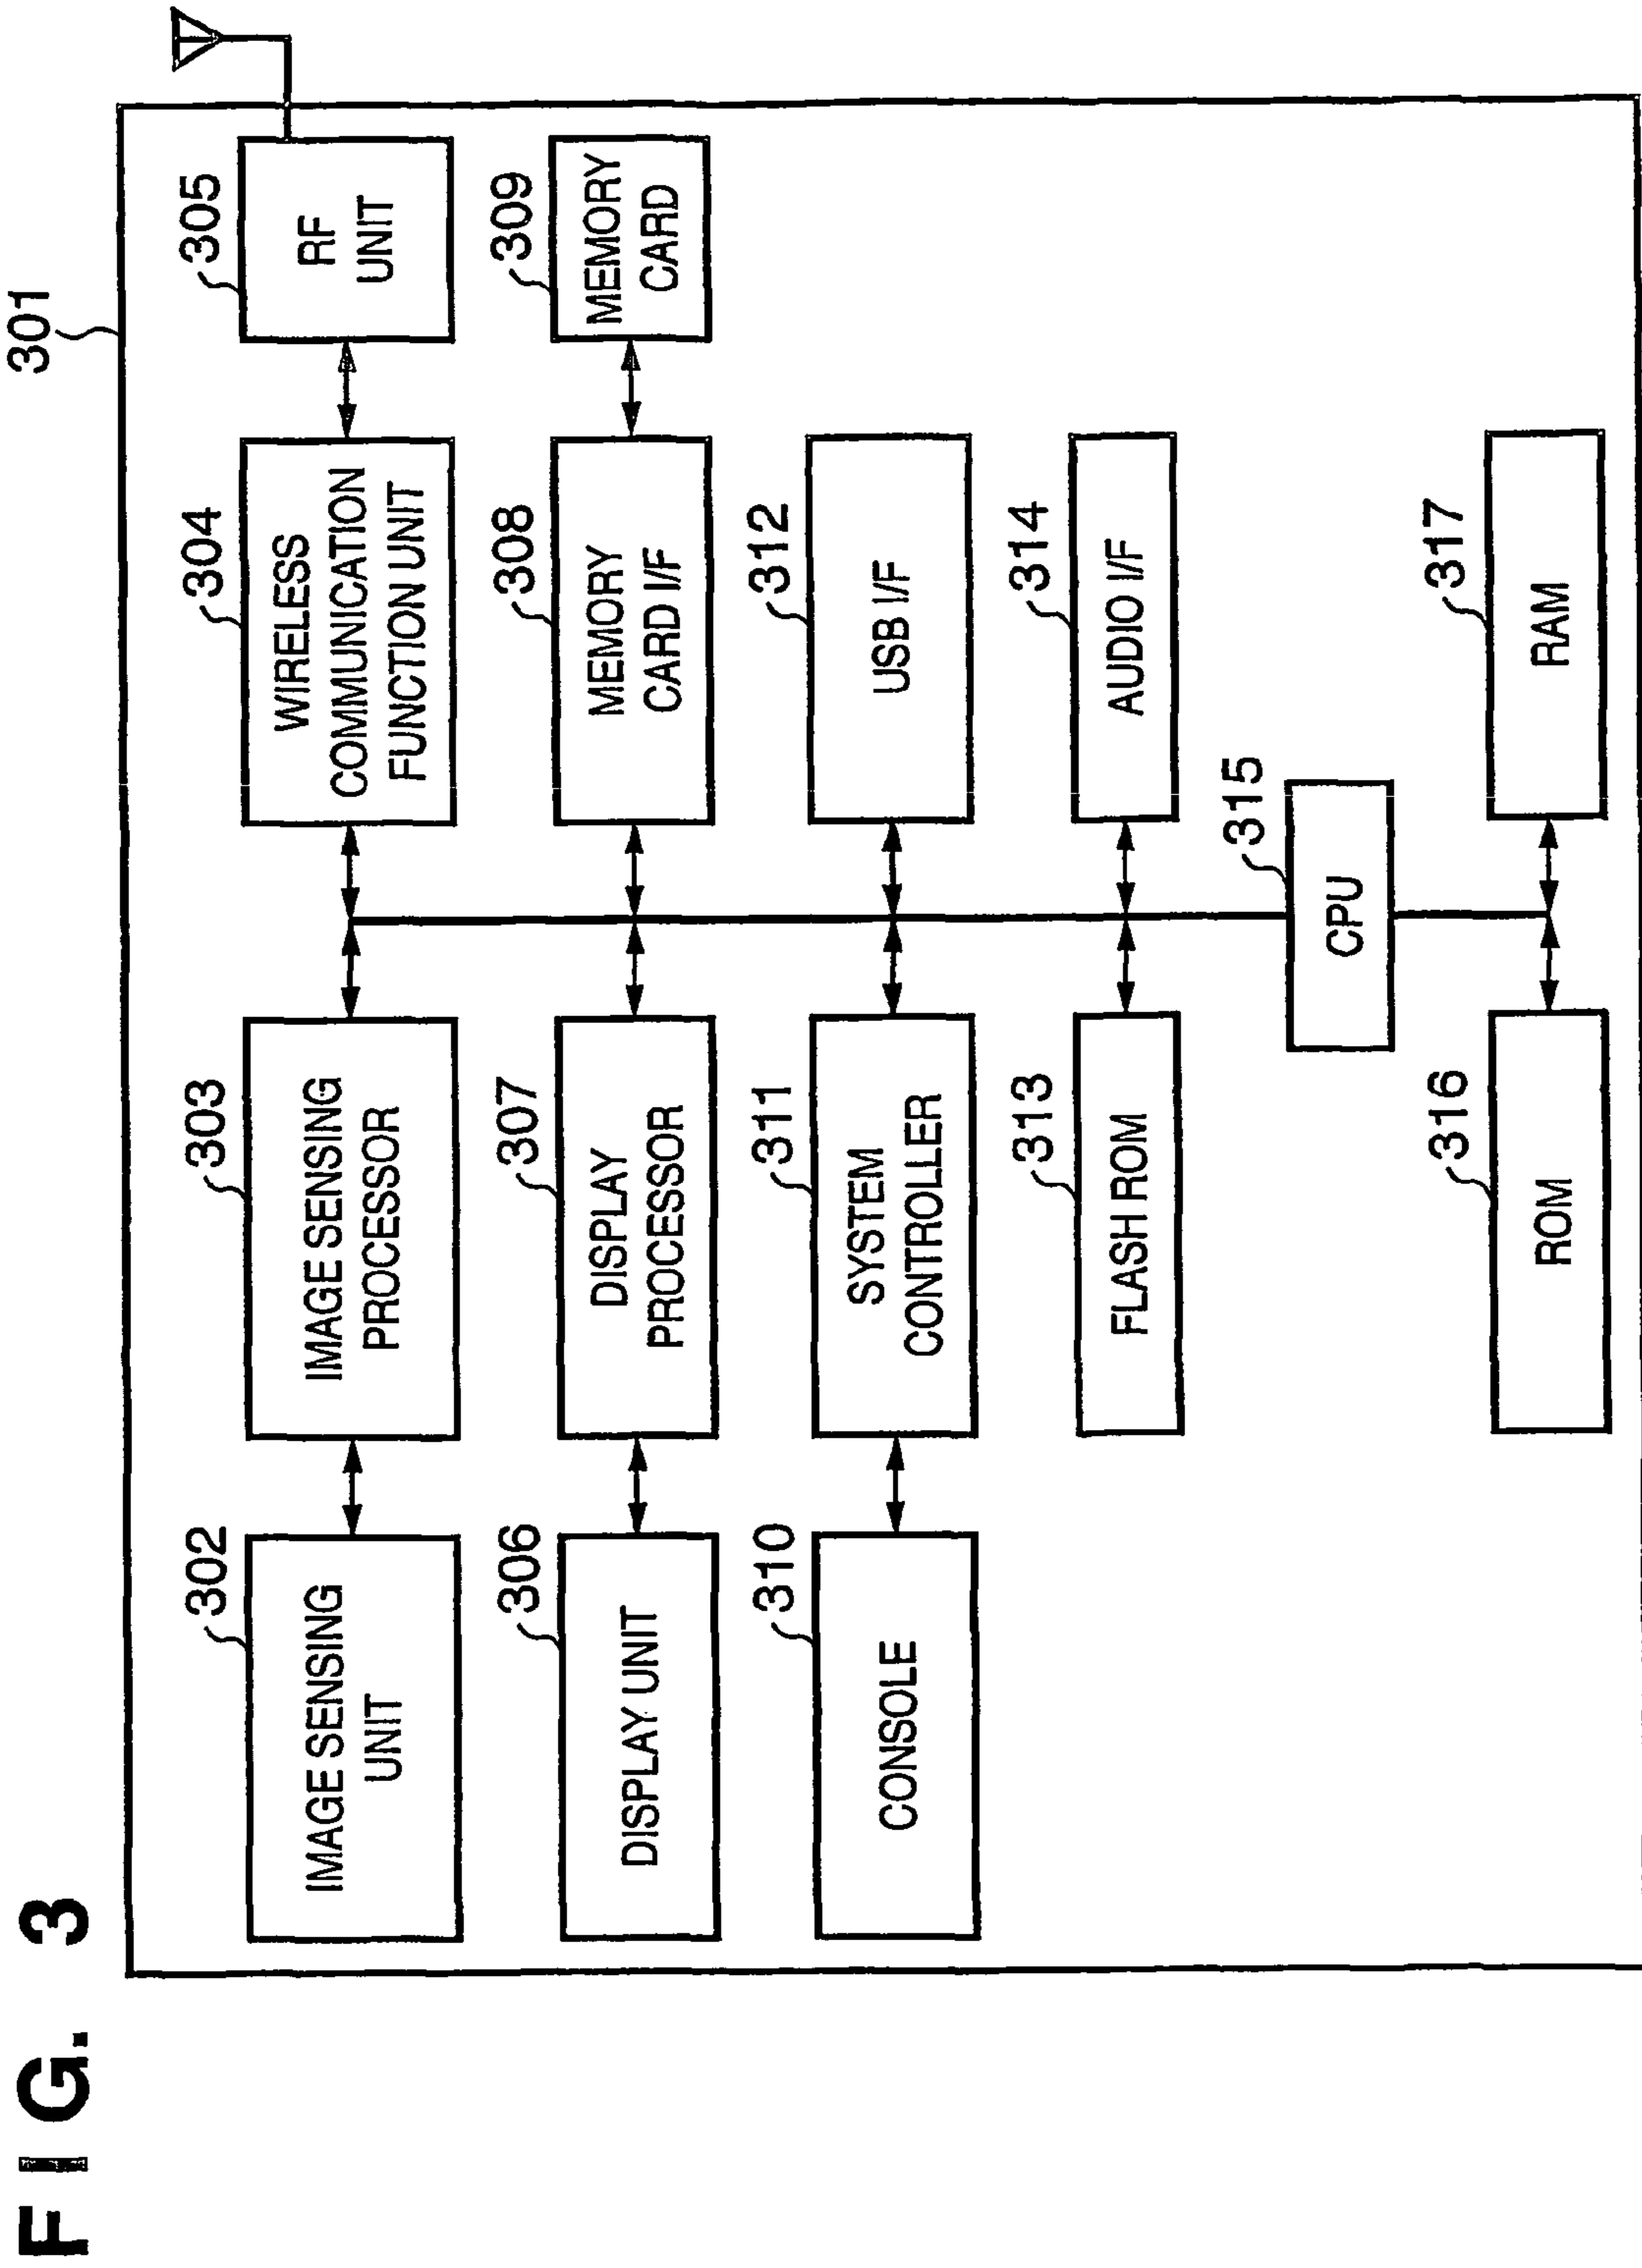 FIG. 3
301
302
IMAGE SENSING
UNIT
303
IMAGE SENSING
PROCESSOR
304
WIRELESS
COMMUNICATION
FUNCTION UNIT
305
RF
UNIT
306
DISPLAY UNIT
307
DISPLAY
PROCESSOR
308
MEMORY
CARD I/F
309
MEMORY
CARD
310
CONSOLE
311
SYSTEM
CONTROLLER
312
USB I/F
313
FLASH ROM
314
AUDIO I/F
315
CPU
316
ROM
317
RAM